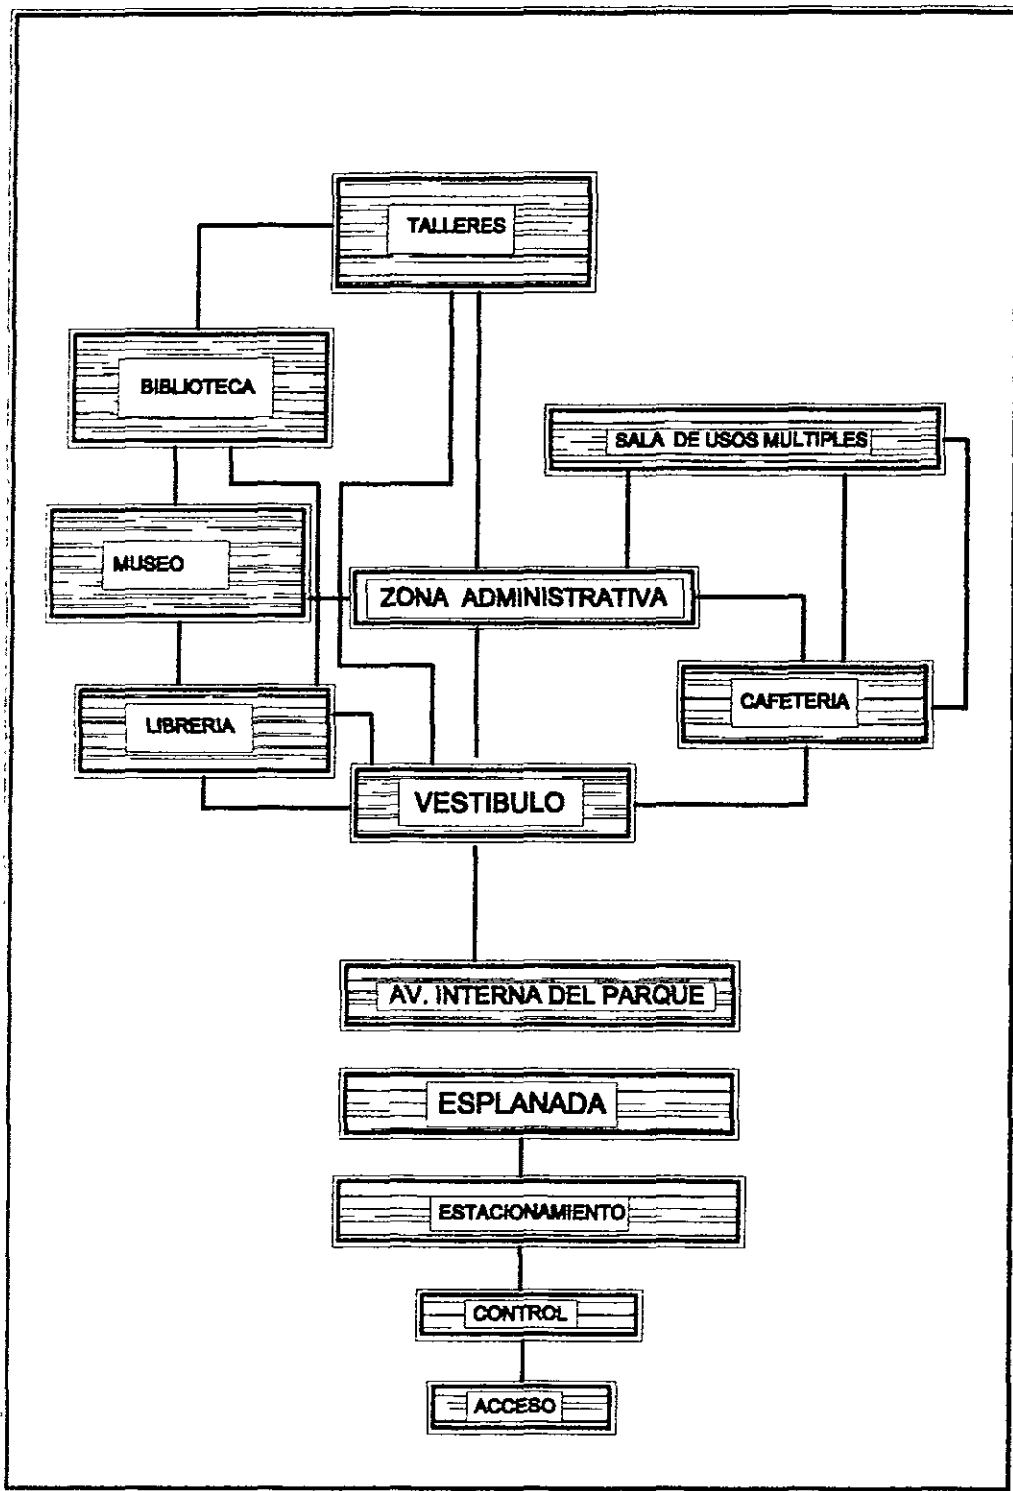 TALLERES
BIBLIOTECA
SALA DE USOS MULTIPLES
MUSEO
ZONA ADMINISTRATIVA
CAFETERIA
LIBRERIA
VESTIBULO
AV. INTERNA DEL PARQUE
ESPLANADA
ESTACIONAMIENTO
CONTROL
ACCESO